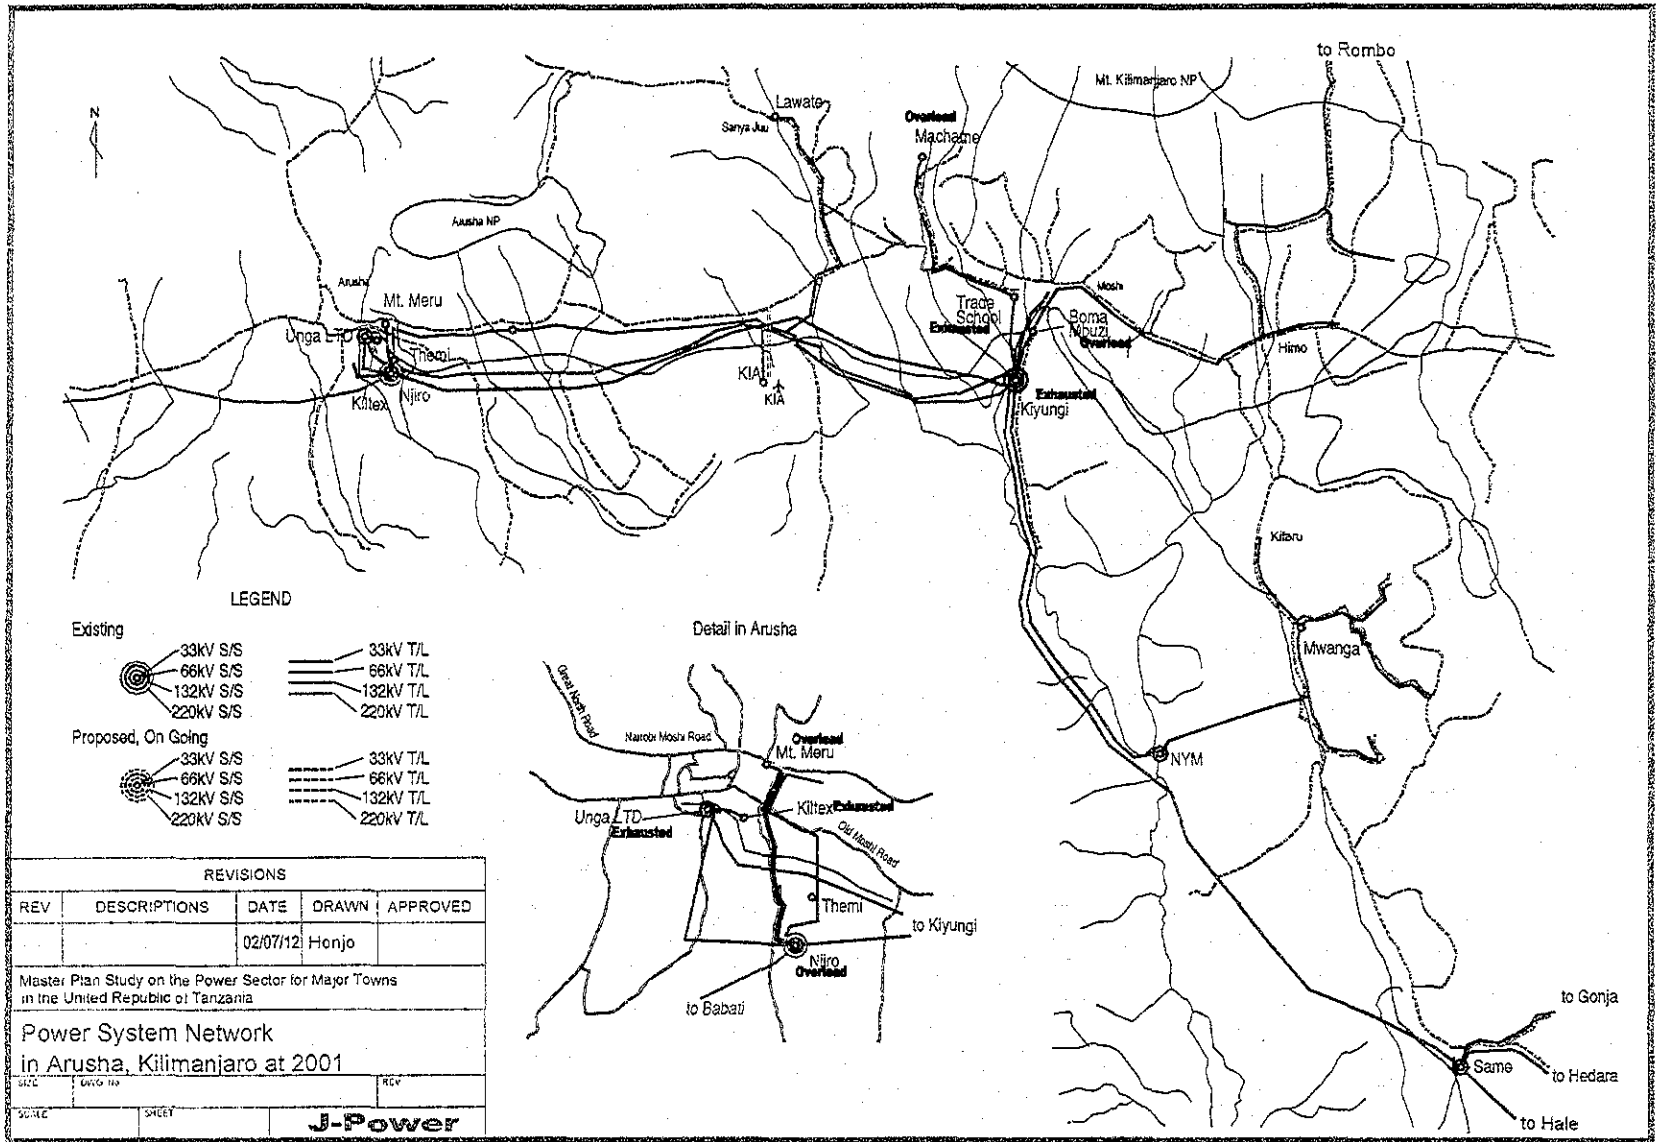 to Rombo
Mt. Kilimanjaro NP
N
Lawate
Sanya Juu
Overload
Machame
Arusha NP
Arusha
Mt. Meru
Unga LTD
Themi
Kiltex
Njiro
KIA
KIA
Trade
School
Exhausted
Moshi
Boma
Mbuzi
Overload
Himo
Exhausted
Kiyungi
Kifaru
Mwanga
NYM
Same
to Gonja
to Hedara
to Hale
LEGEND
Existing
33kV S/S 33kV T/L
66kV S/S 66kV T/L
132kV S/S 132kV T/L
220kV S/S 220kV T/L
Proposed, On Going
33kV S/S 33kV T/L
66kV S/S 66kV T/L
132kV S/S 132kV T/L
220kV S/S 220kV T/L
Detail in Arusha
Great North Road
Nairobi Moshi Road
Overload
Mt. Meru
Kiltex Exhausted
Unga LTD
Exhausted
Old Moshi Road
Themi
to Kiyungi
Njiro
Overload
to Babati
REVISIONS
REV DESCRIPTIONS DATE DRAWN APPROVED
02/07/12 Honjo
Master Plan Study on the Power Sector for Major Towns
in the United Republic of Tanzania
Power System Network
in Arusha, Kilimanjaro at 2001
SIZE DWG No REV
SCALE SHEET
J-Power